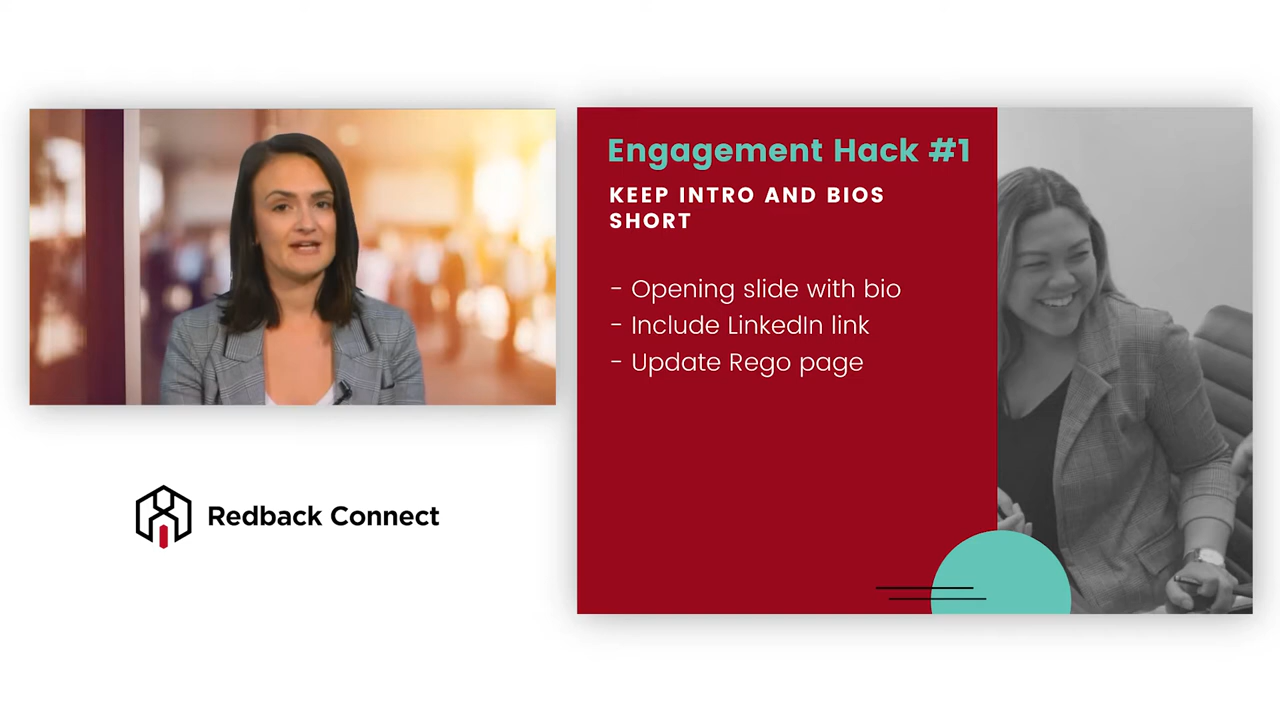 Engagement Hack #1
KEEP INTRO AND BIOS
SHORT
- Opening slide with bio
- Include LinkedIn link
- Update Rego page
Redback Connect